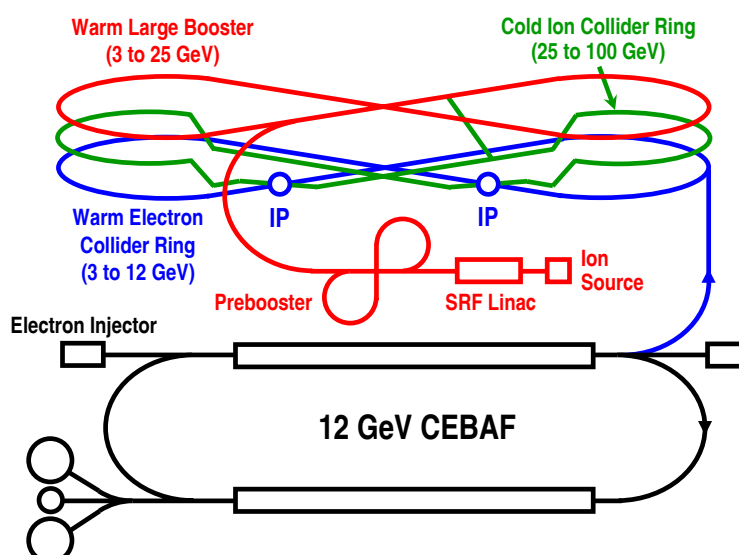 Warm Large Booster
(3 to 25 GeV)
Cold Ion Collider Ring
(25 to 100 GeV)
IP
IP
Warm Electron
Collider Ring
(3 to 12 GeV)
Ion
Source
Prebooster
SRF Linac
Electron Injector
12 GeV CEBAF